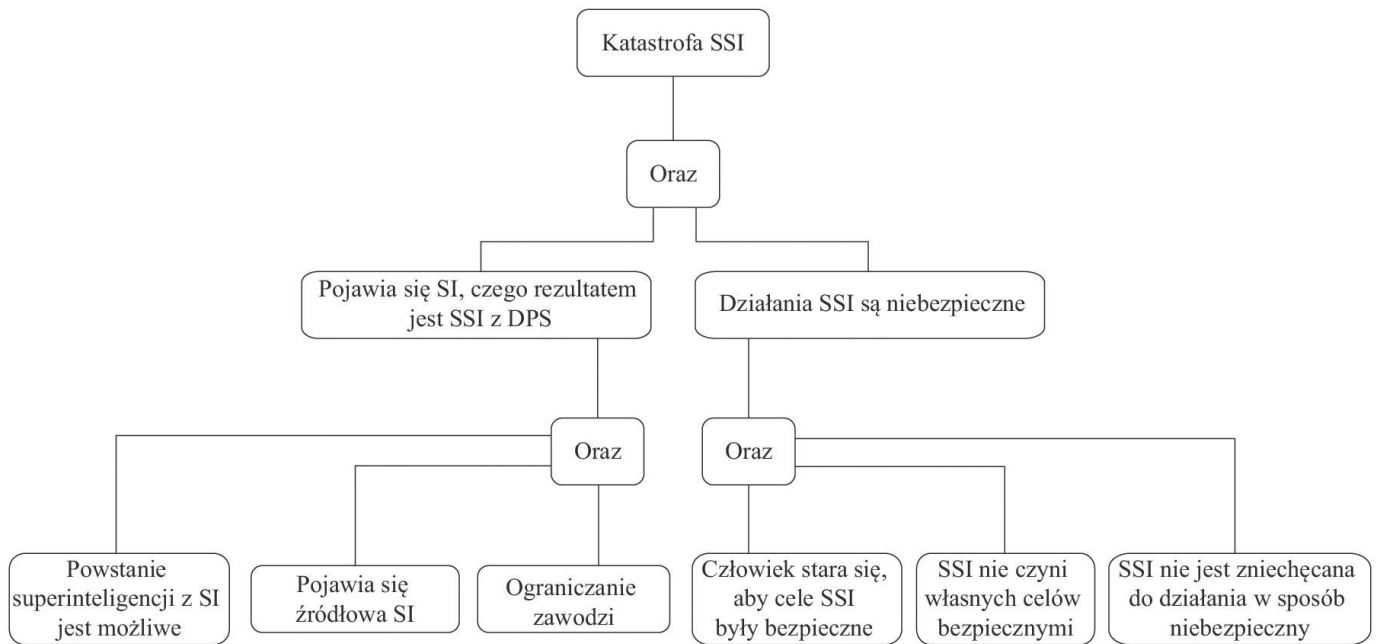 Katastrofa SSI
Oraz
Pojawia się SI, czego rezultatem
jest SSI z DPS
Działania SSI są niebezpieczne
Oraz
Oraz
Powstanie
superinteligencji z SI
jest możliwe
Pojawia się
źródłowa SI
Ograniczanie
zawodzi
Człowiek stara się,
aby cele SSI
były bezpieczne
SSI nie czyni
własnych celów
bezpiecznymi
SSI nie jest zniechęcana
do działania w sposób
niebezpieczny